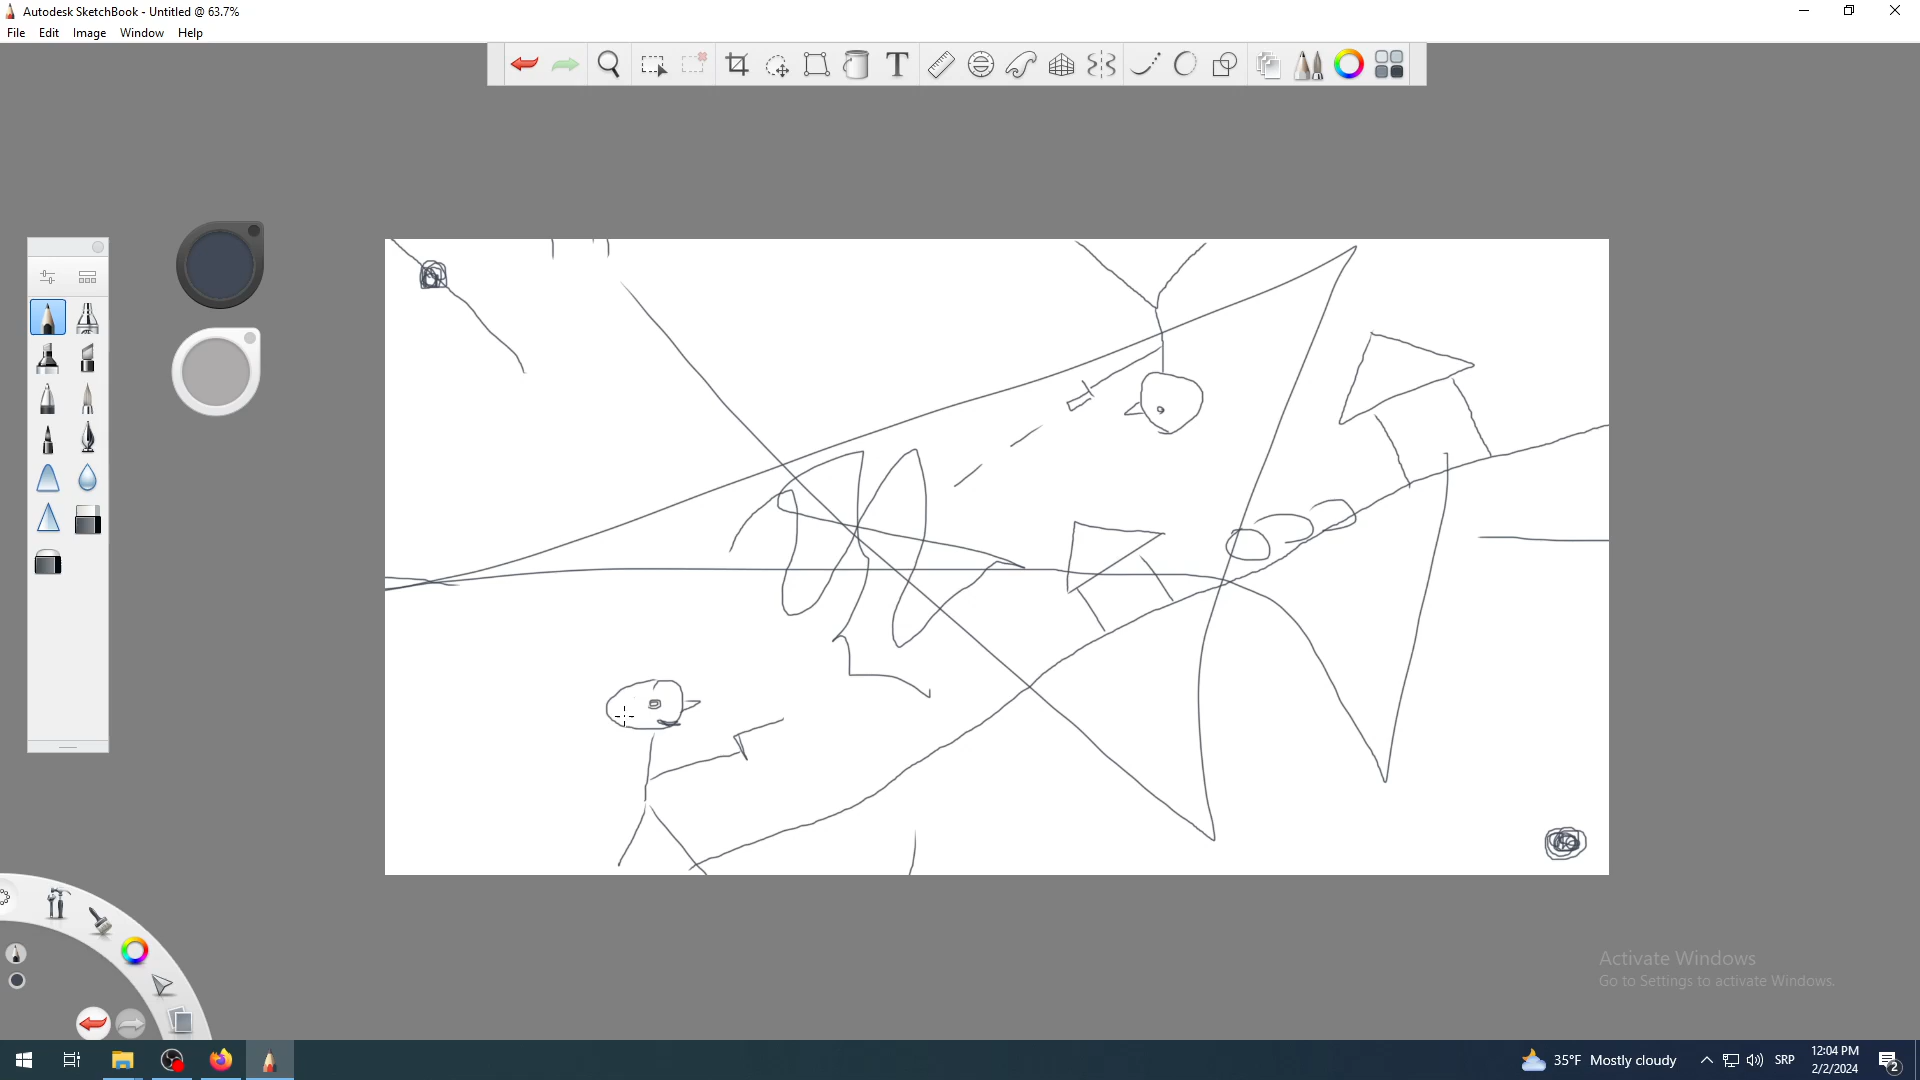 Autodesk SketchBook - Untitled @ 63.7%
File Edit Image Window Help
T
Activate Windows
Go to Settings to activate Windows.
35°F Mostly cloudy SRP 12:04 PM
2/2/2024 2